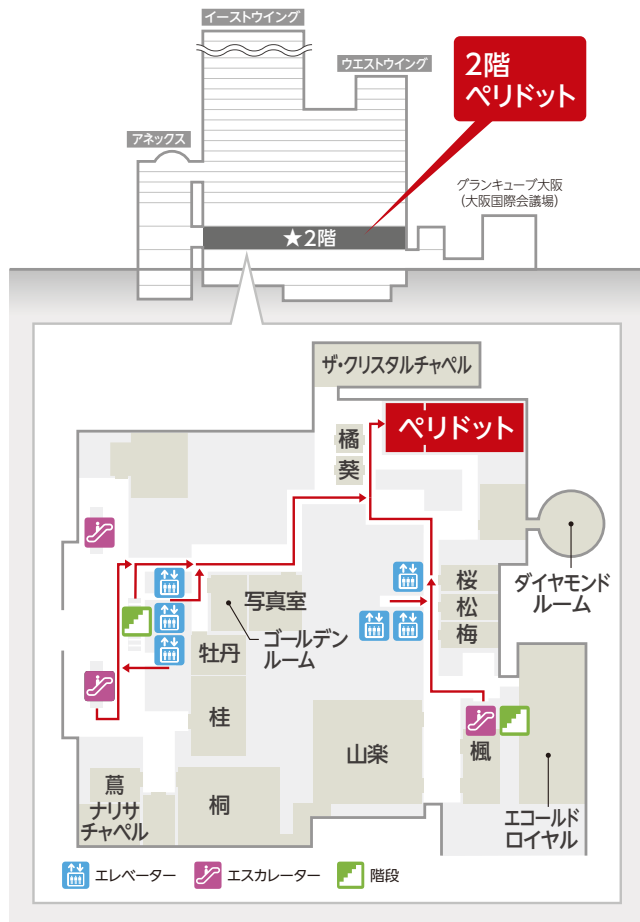 イーストウイング
ウエストウイング
2階
ペリドット
アネックス
グランキューブ大阪
(大阪国際会議場)
★2階
ザ・クリスタルチャペル
ペリドット
橘
葵
ダイヤモンド
ルーム
桜
松
梅
写真室
ゴールデン
ルーム
牡丹
桂
山楽
楓
蔦
ナリサ
チャペル
桐
エコールド
ロイヤル
エレベーター
エスカレーター
階段